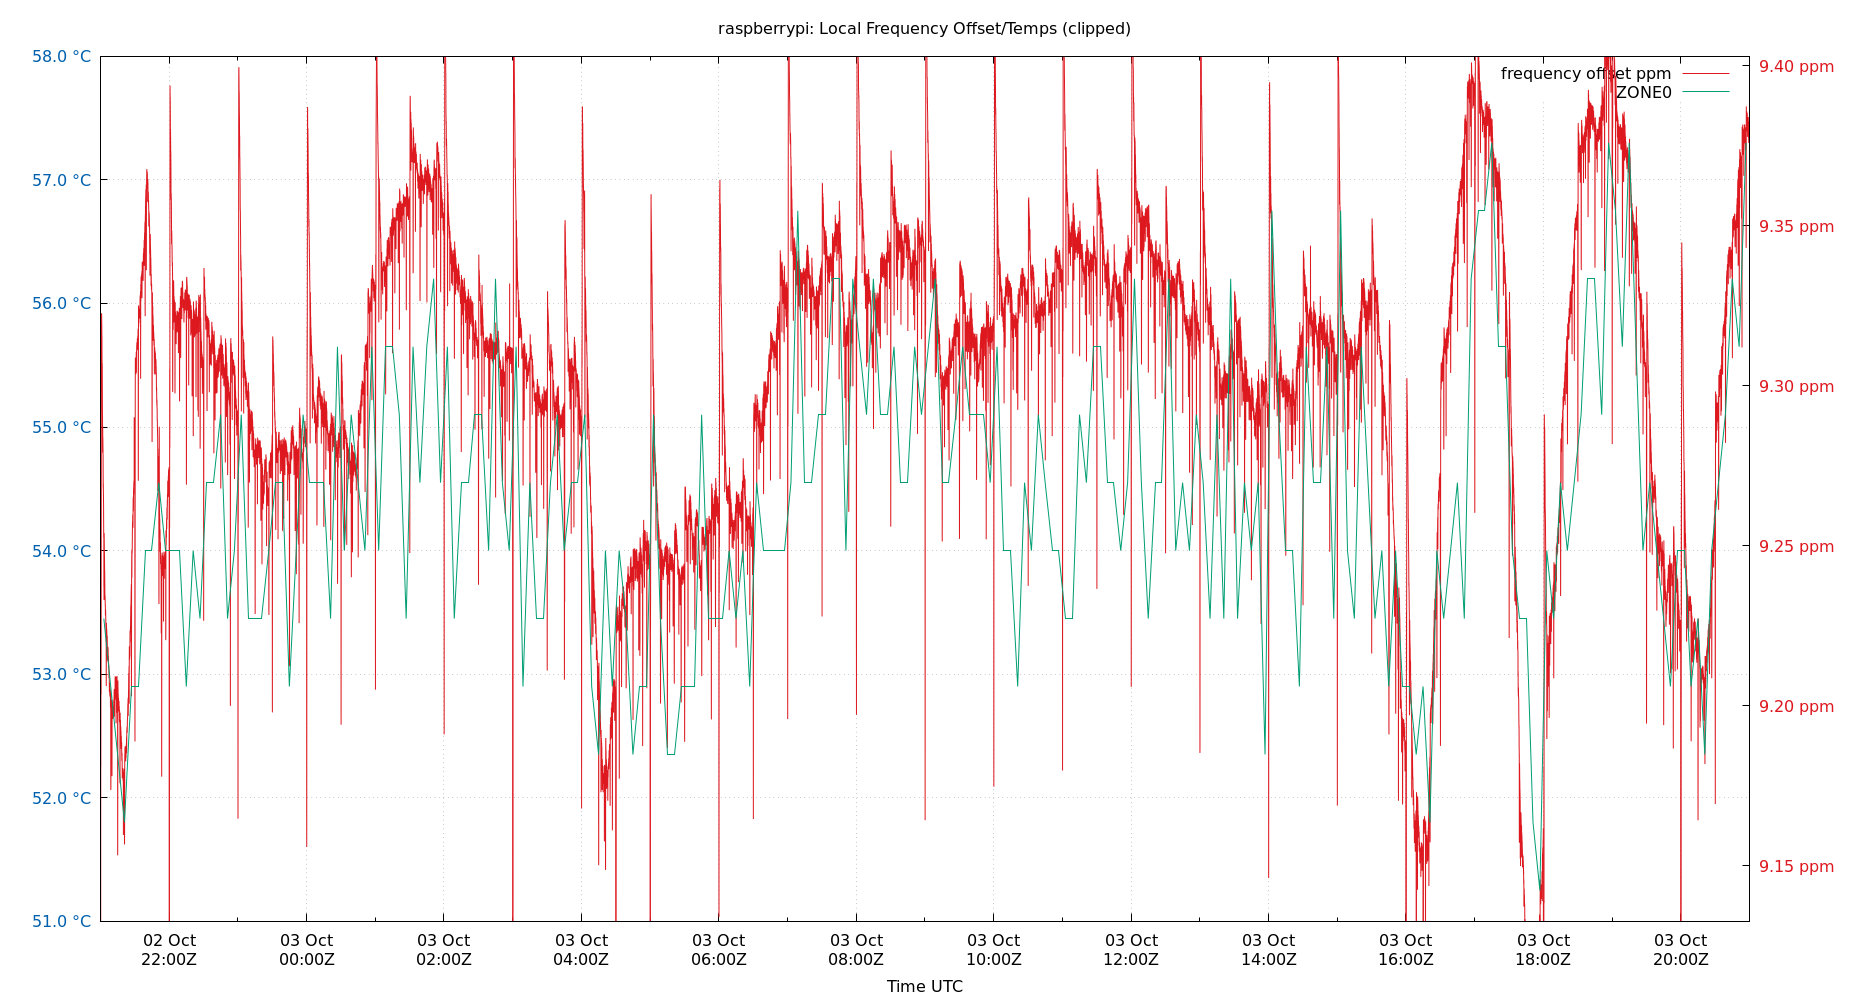 raspberrypi: Local Frequency Offset/Temps (clipped)
58.0 °C
57.0 °C
56.0 °C
55.0 °C
54.0 °C
53.0 °C
52.0 °C
51.0 °C
frequency offset ppm
ZONE0
9.40 ppm
9.35 ppm
9.30 ppm
9.25 ppm
9.20 ppm
9.15 ppm
02 Oct
22:00Z
03 Oct
00:00Z
03 Oct
02:00Z
03 Oct
04:00Z
03 Oct
06:00Z
03 Oct
08:00Z
03 Oct
10:00Z
03 Oct
12:00Z
03 Oct
14:00Z
03 Oct
16:00Z
03 Oct
18:00Z
03 Oct
20:00Z
Time UTC